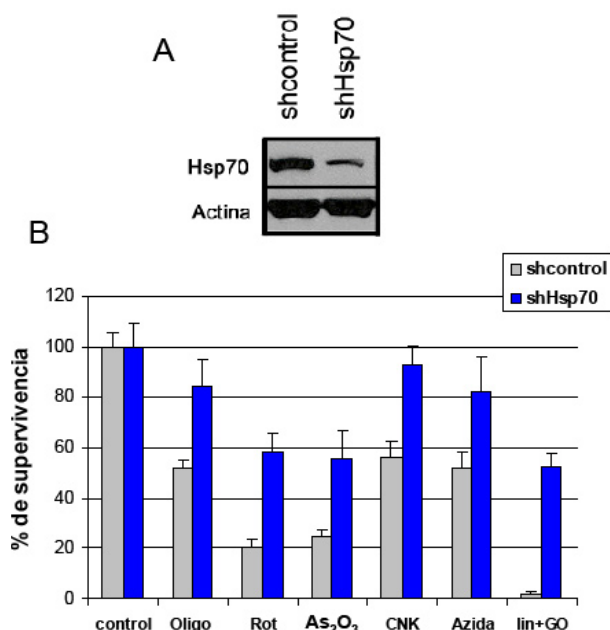 A
shcontrol
shHsp70
Hsp70
Actina
B
shcontrol
shHsp70
% de supervivencia
120
100
80
60
40
20
0
control Oligo Rot As₂O₃ CNK Azida lin+GO